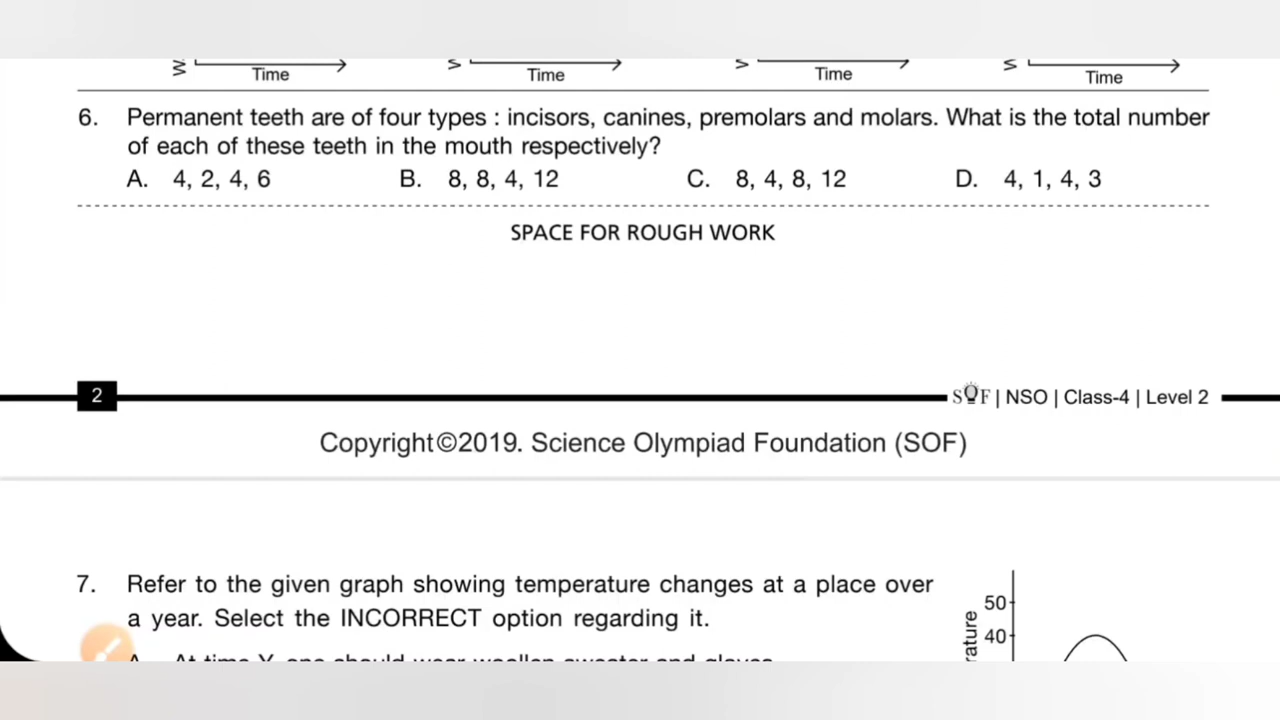 Time Time Time Time
6. Permanent teeth are of four types : incisors, canines, premolars and molars. What is the total number
of each of these teeth in the mouth respectively?
A. 4, 2, 4, 6 B. 8, 8, 4, 12 C. 8, 4, 8, 12 D. 4, 1, 4, 3
SPACE FOR ROUGH WORK
2
SOF | NSO | Class-4 | Level 2
Copyright©2019. Science Olympiad Foundation (SOF)
7. Refer to the given graph showing temperature changes at a place over
a year. Select the INCORRECT option regarding it.
50
40